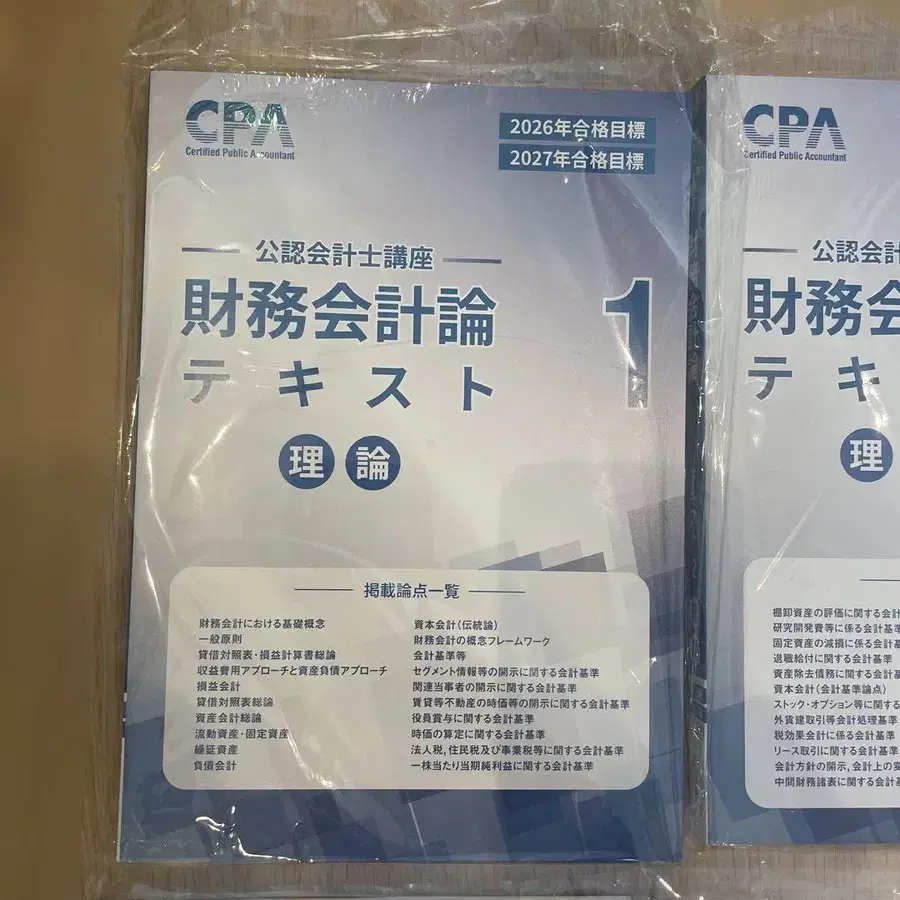 CPA
Certified Public Accountant
2026年合格目標
2027年合格目標
公認会計士講座
財務会計論
テキスト
1
理論
掲載論点一覧
財務会計における基礎概念
一般原則
貸借対照表・損益計算書総論
収益費用アプローチと資産負債アプローチ
損益会計
貸借対照表総論
資産会計総論
流動資産・固定資産
繰延資産
負債会計
資本会計(伝統論)
財務会計の概念フレームワーク
会計基準等
セグメント情報等の開示に関する会計基準
関連当事者の開示に関する会計基準
賃貸等不動産の時価等の開示に関する会計基準
役員賞与に関する会計基準
時価の算定に関する会計基準
法人税,住民税及び事業税等に関する会計基準
一株当たり当期純利益に関する会計基準
CPA
Certified Public Accountant
公認会計
財務会
テキ
理
棚卸資産の評価に関する会計
研究開発費等に係る会計基準
固定資産の減損に係る会計基
退職給付に関する会計基準
資産除去債務に関する会計基
資本会計(会計基準論点)
ストック・オプション等に関する
外貨建取引等会計処理基準
税効果会計に係る会計基準
リース取引に関する会計基準
会計方針の開示,会計上の変
中間財務諸表に関する会計基